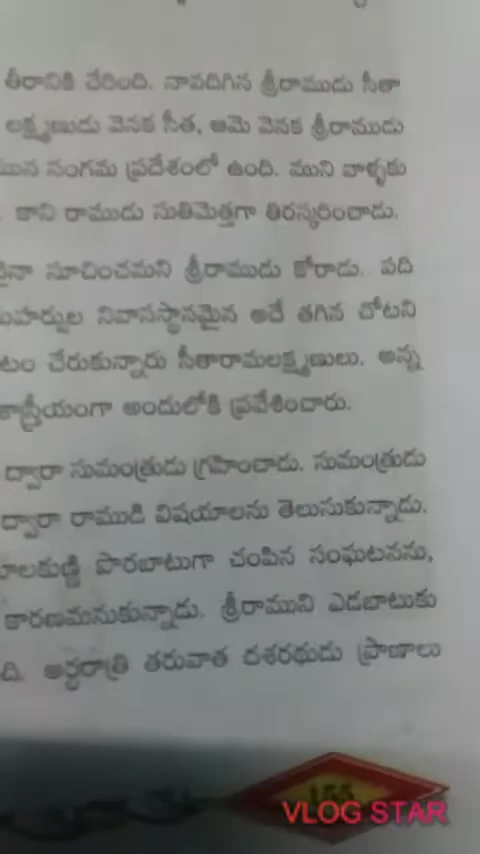 తీరానికి చేరింది. నావదిగిన శ్రీరాముడు సీతా
లక్ష్మణుడు వెనక సీత, ఆమె వెనక శ్రీరాముడు
సంగమ ప్రదేశంలో ఉంది. ముని వాళ్ళకు
కాని రాముడు సుతిమెత్తగా తిరస్కరించాడు.
సూచించమని శ్రీరాముడు కోరాడు. పది
మహర్షుల నివాసస్థానమైన అదే తగిన చోటని
చేరుకున్నారు సీతారామలక్ష్మణులు. అన్న
శాస్త్రీయంగా అందులోకి ప్రవేశించారు.
ద్వారా సుమంత్రుడు గ్రహించాడు. సుమంత్రుడు
ద్వారా రాముడి విషయాలను తెలుసుకున్నాడు.
పొరబాటుగా చంపిన సంఘటనను,
కారణమనుకున్నాడు. శ్రీరాముని ఎడబాటుకు
ది. అర్ధరాత్రి తరువాత దశరథుడు ప్రాణాలు
VLOG STAR